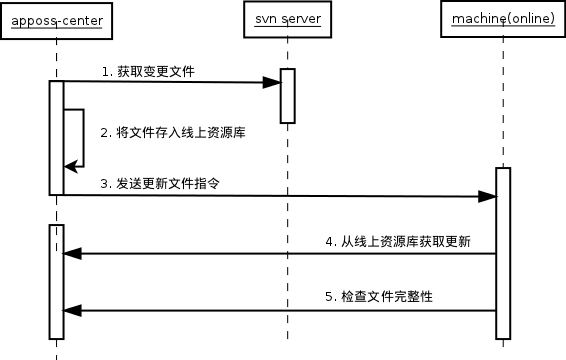 apposs-center
svn server
machine(online)
1. 获取变更文件
2. 将文件存入线上资源库
3. 发送更新文件指令
4. 从线上资源库获取更新
5. 检查文件完整性